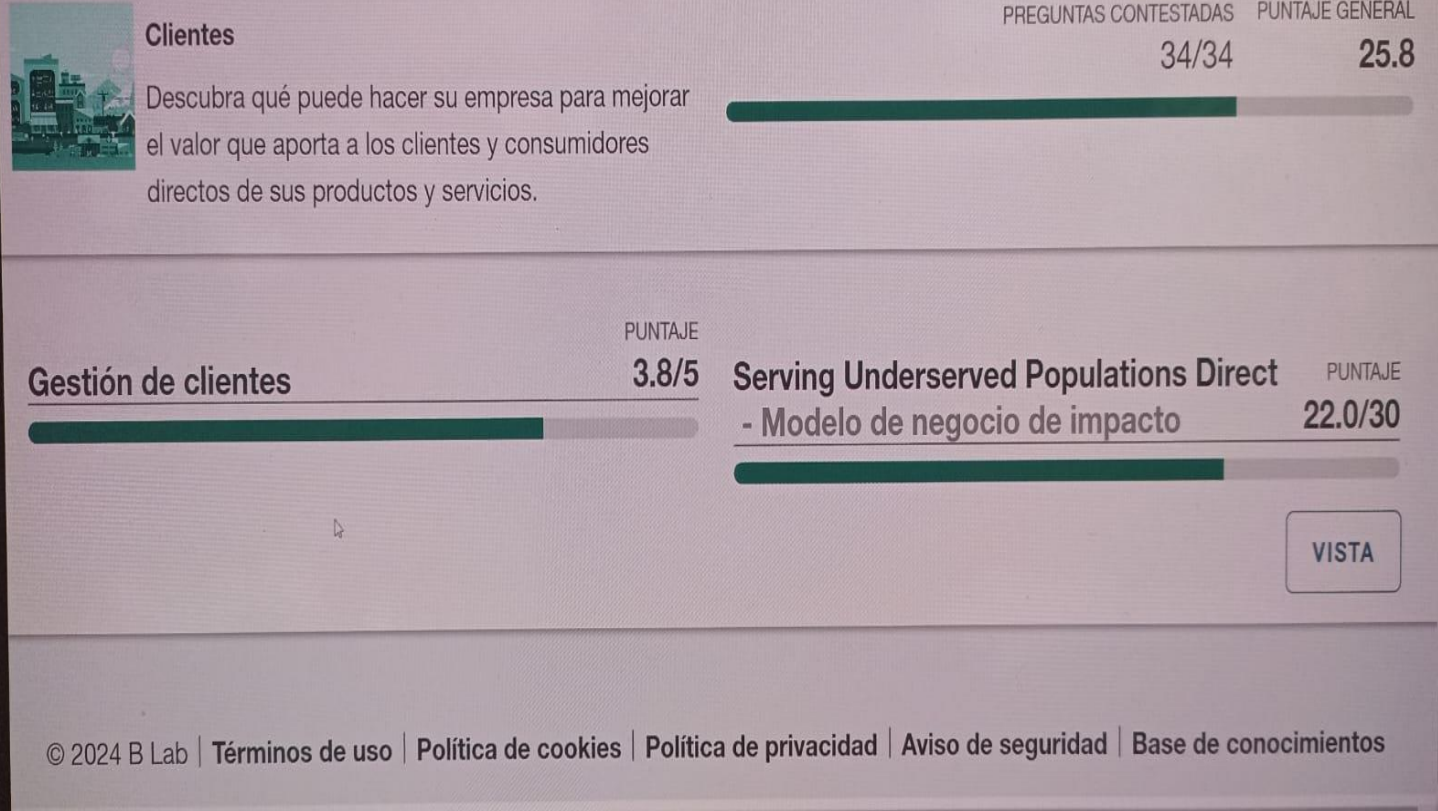 Clientes
PREGUNTAS CONTESTADAS PUNTAJE GENERAL
34/34 25.8
Descubra qué puede hacer su empresa para mejorar
el valor que aporta a los clientes y consumidores
directos de sus productos y servicios.
PUNTAJE
Gestión de clientes 3.8/5
Serving Underserved Populations Direct PUNTAJE
- Modelo de negocio de impacto 22.0/30
VISTA
© 2024 B Lab | Términos de uso | Política de cookies | Política de privacidad | Aviso de seguridad | Base de conocimientos